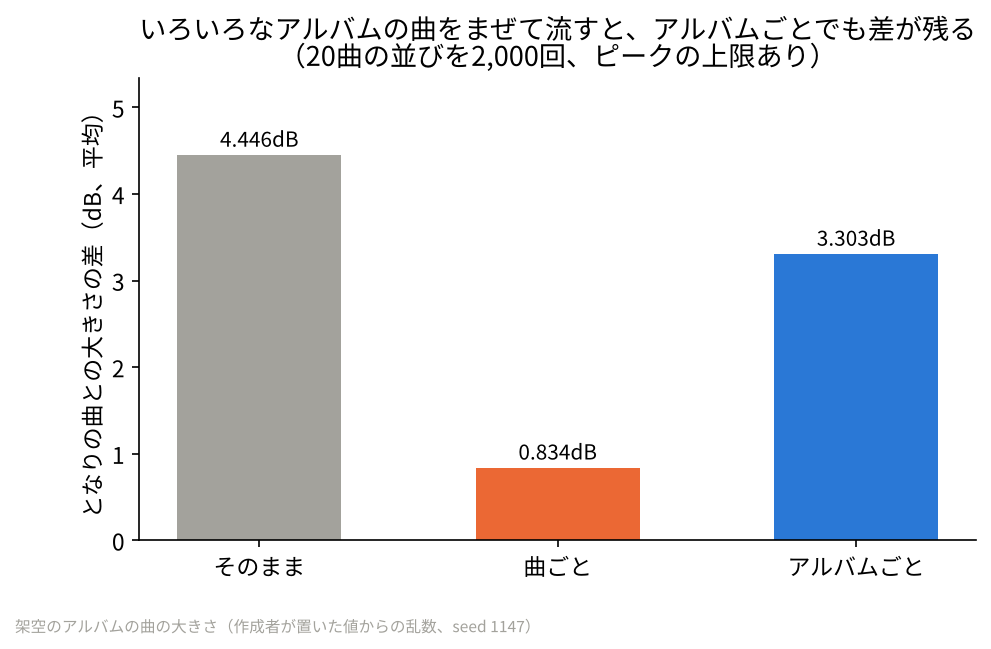 いろいろなアルバムの曲をまぜて流すと、アルバムごとでも差が残る
（20曲の並びを2,000回、ピークの上限あり）
となりの曲との大きさの差（dB、平均）
5
4
3
2
1
0
4.446dB
0.834dB
3.303dB
そのまま
曲ごと
アルバムごと
架空のアルバムの曲の大きさ（作成者が置いた値からの乱数、seed 1147）